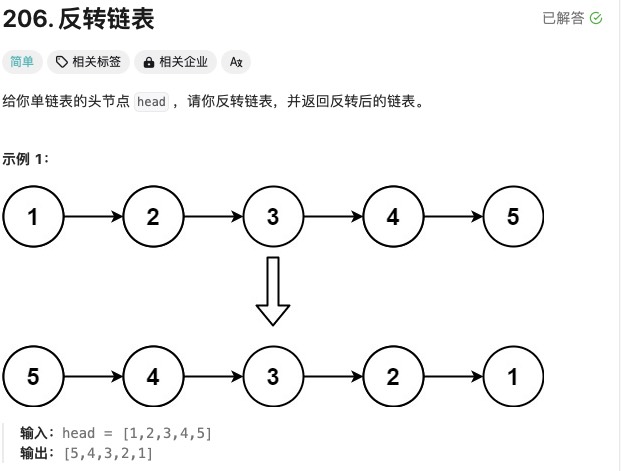 206. 反转链表
已解答
简单 相关标签 相关企业 A文
给你单链表的头节点 head ，请你反转链表，并返回反转后的链表。
示例 1：
1 2 3 4 5
5 4 3 2 1
输入：head = [1,2,3,4,5]
输出：[5,4,3,2,1]